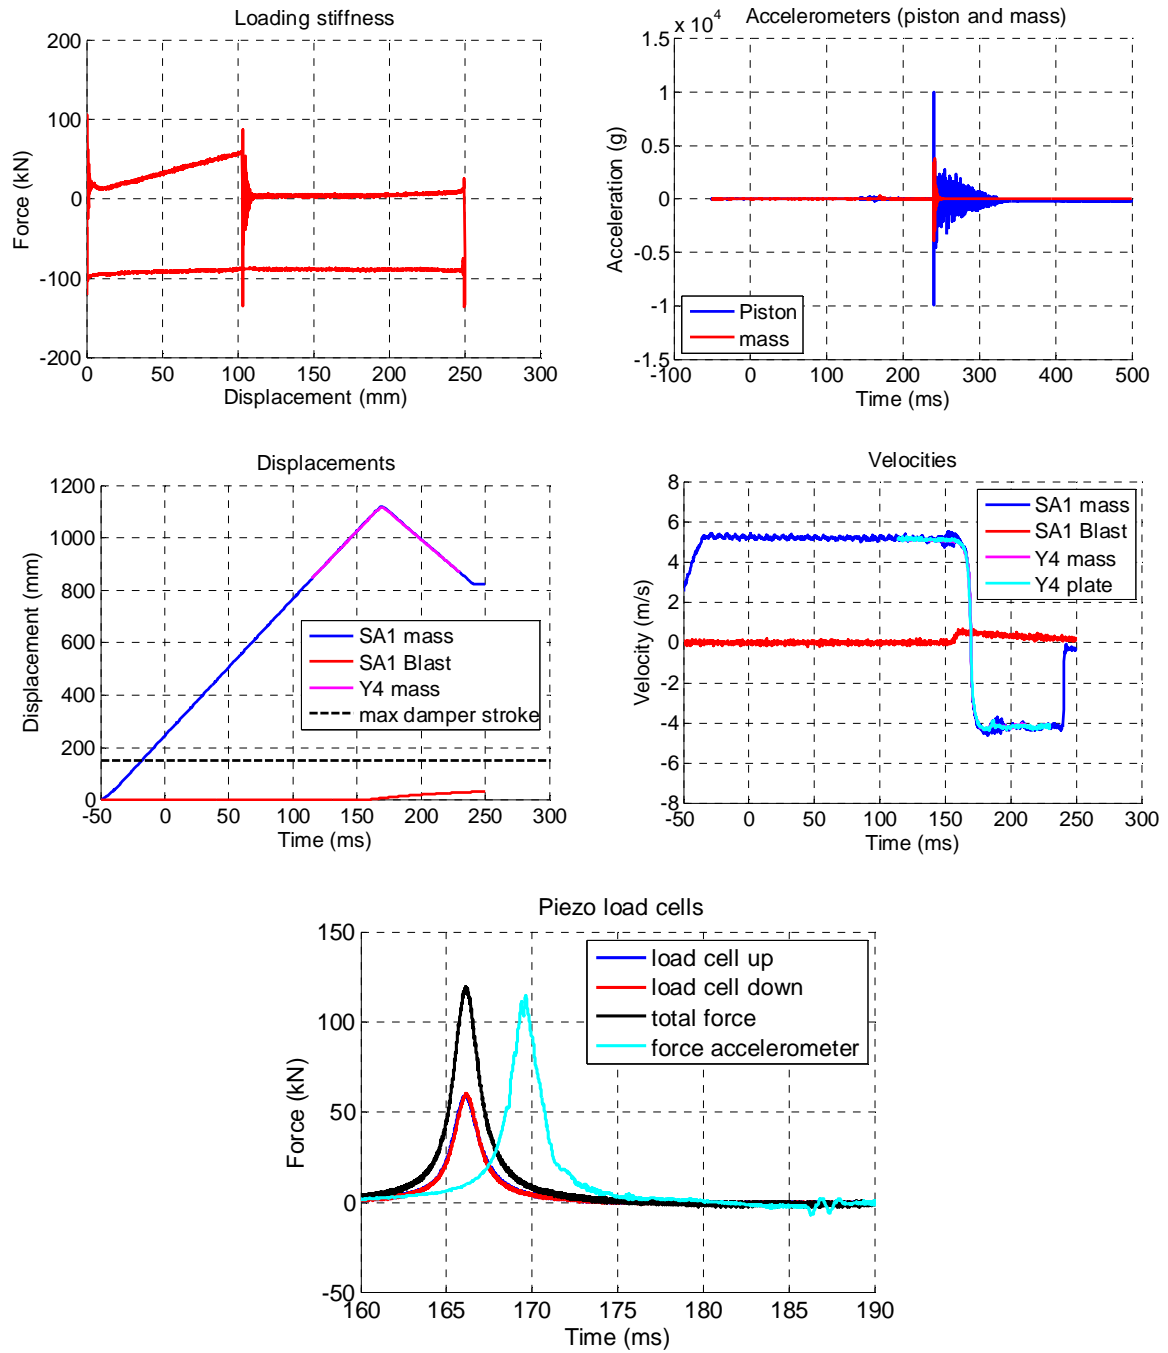 Loading stiffness
200
100
0
-100
-200
0 50 100 150 200 250 300
Force (kN)
Displacement (mm)
Accelerometers (piston and mass)
x 10^4
1.5
1
0.5
0
-0.5
-1
-1.5
-100 0 100 200 300 400 500
Acceleration (g)
Time (ms)
Piston
mass
Displacements
1200
1000
800
600
400
200
0
-50 0 50 100 150 200 250 300
Displacement (mm)
Time (ms)
SA1 mass
SA1 Blast
Y4 mass
max damper stroke
Velocities
8
6
4
2
0
-2
-4
-6
-8
-50 0 50 100 150 200 250 300
Velocity (m/s)
Time (ms)
SA1 mass
SA1 Blast
Y4 mass
Y4 plate
Piezo load cells
150
100
50
0
-50
160 165 170 175 180 185 190
Force (kN)
Time (ms)
load cell up
load cell down
total force
force accelerometer